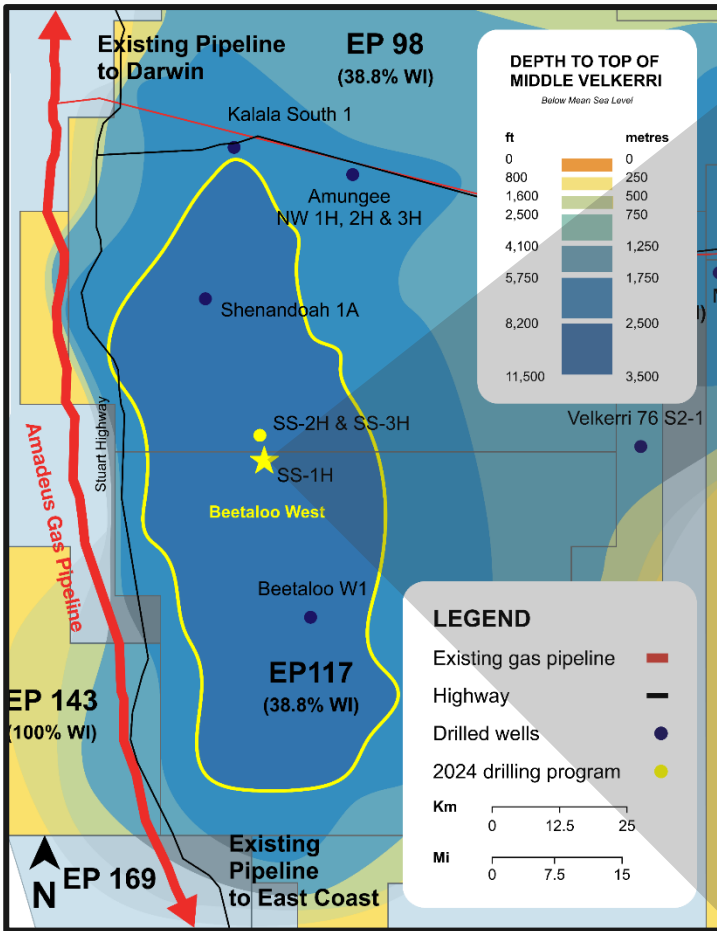 Existing Pipeline
to Darwin
EP 98
(38.8% WI)
Kalala South 1
Amungee
NW 1H, 2H & 3H
Shenandoah 1A
SS-2H & SS-3H
SS-1H
Velkerri 76 S2-1
Beetaloo West
Beetaloo W1
EP117
(38.8% WI)
Stuart Highway
Amadeus Gas Pipeline
EP 143
(100% WI)
EP 169
N
Existing
Pipeline
to East Coast
DEPTH TO TOP OF
MIDDLE VELKERRI
Below Mean Sea Level
ft metres
0 0
800 250
1,600 500
2,500 750
4,100 1,250
5,750 1,750
8,200 2,500
11,500 3,500
LEGEND
Existing gas pipeline
Highway
Drilled wells
2024 drilling program
Km
0 12.5 25
Mi
0 7.5 15